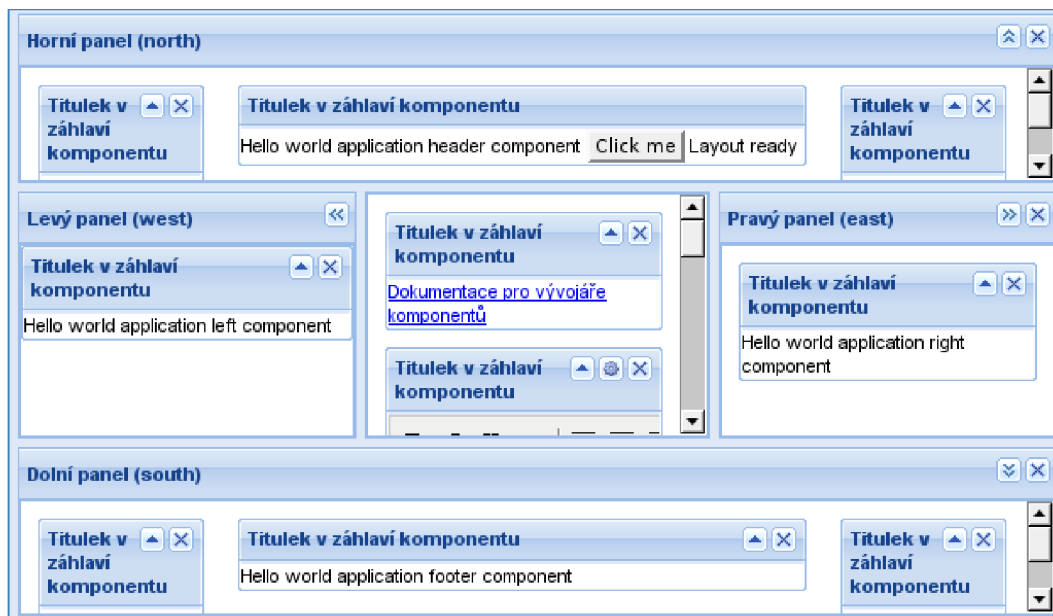 Horní panel (north)
Titulek v
záhlaví
komponentu
Titulek v záhlaví komponentu
Hello world application header component Click me Layout ready
Titulek v
záhlaví
komponentu
Levý panel (west)
Titulek v záhlaví
komponentu
Hello world application left component
Titulek v záhlaví
komponentu
Dokumentace pro vývojáře
komponentů
Titulek v záhlaví
komponentu
Pravý panel (east)
Titulek v záhlaví
komponentu
Hello world application right
component
Dolní panel (south)
Titulek v
záhlaví
komponentu
Titulek v záhlaví komponentu
Hello world application footer component
Titulek v
záhlaví
komponentu